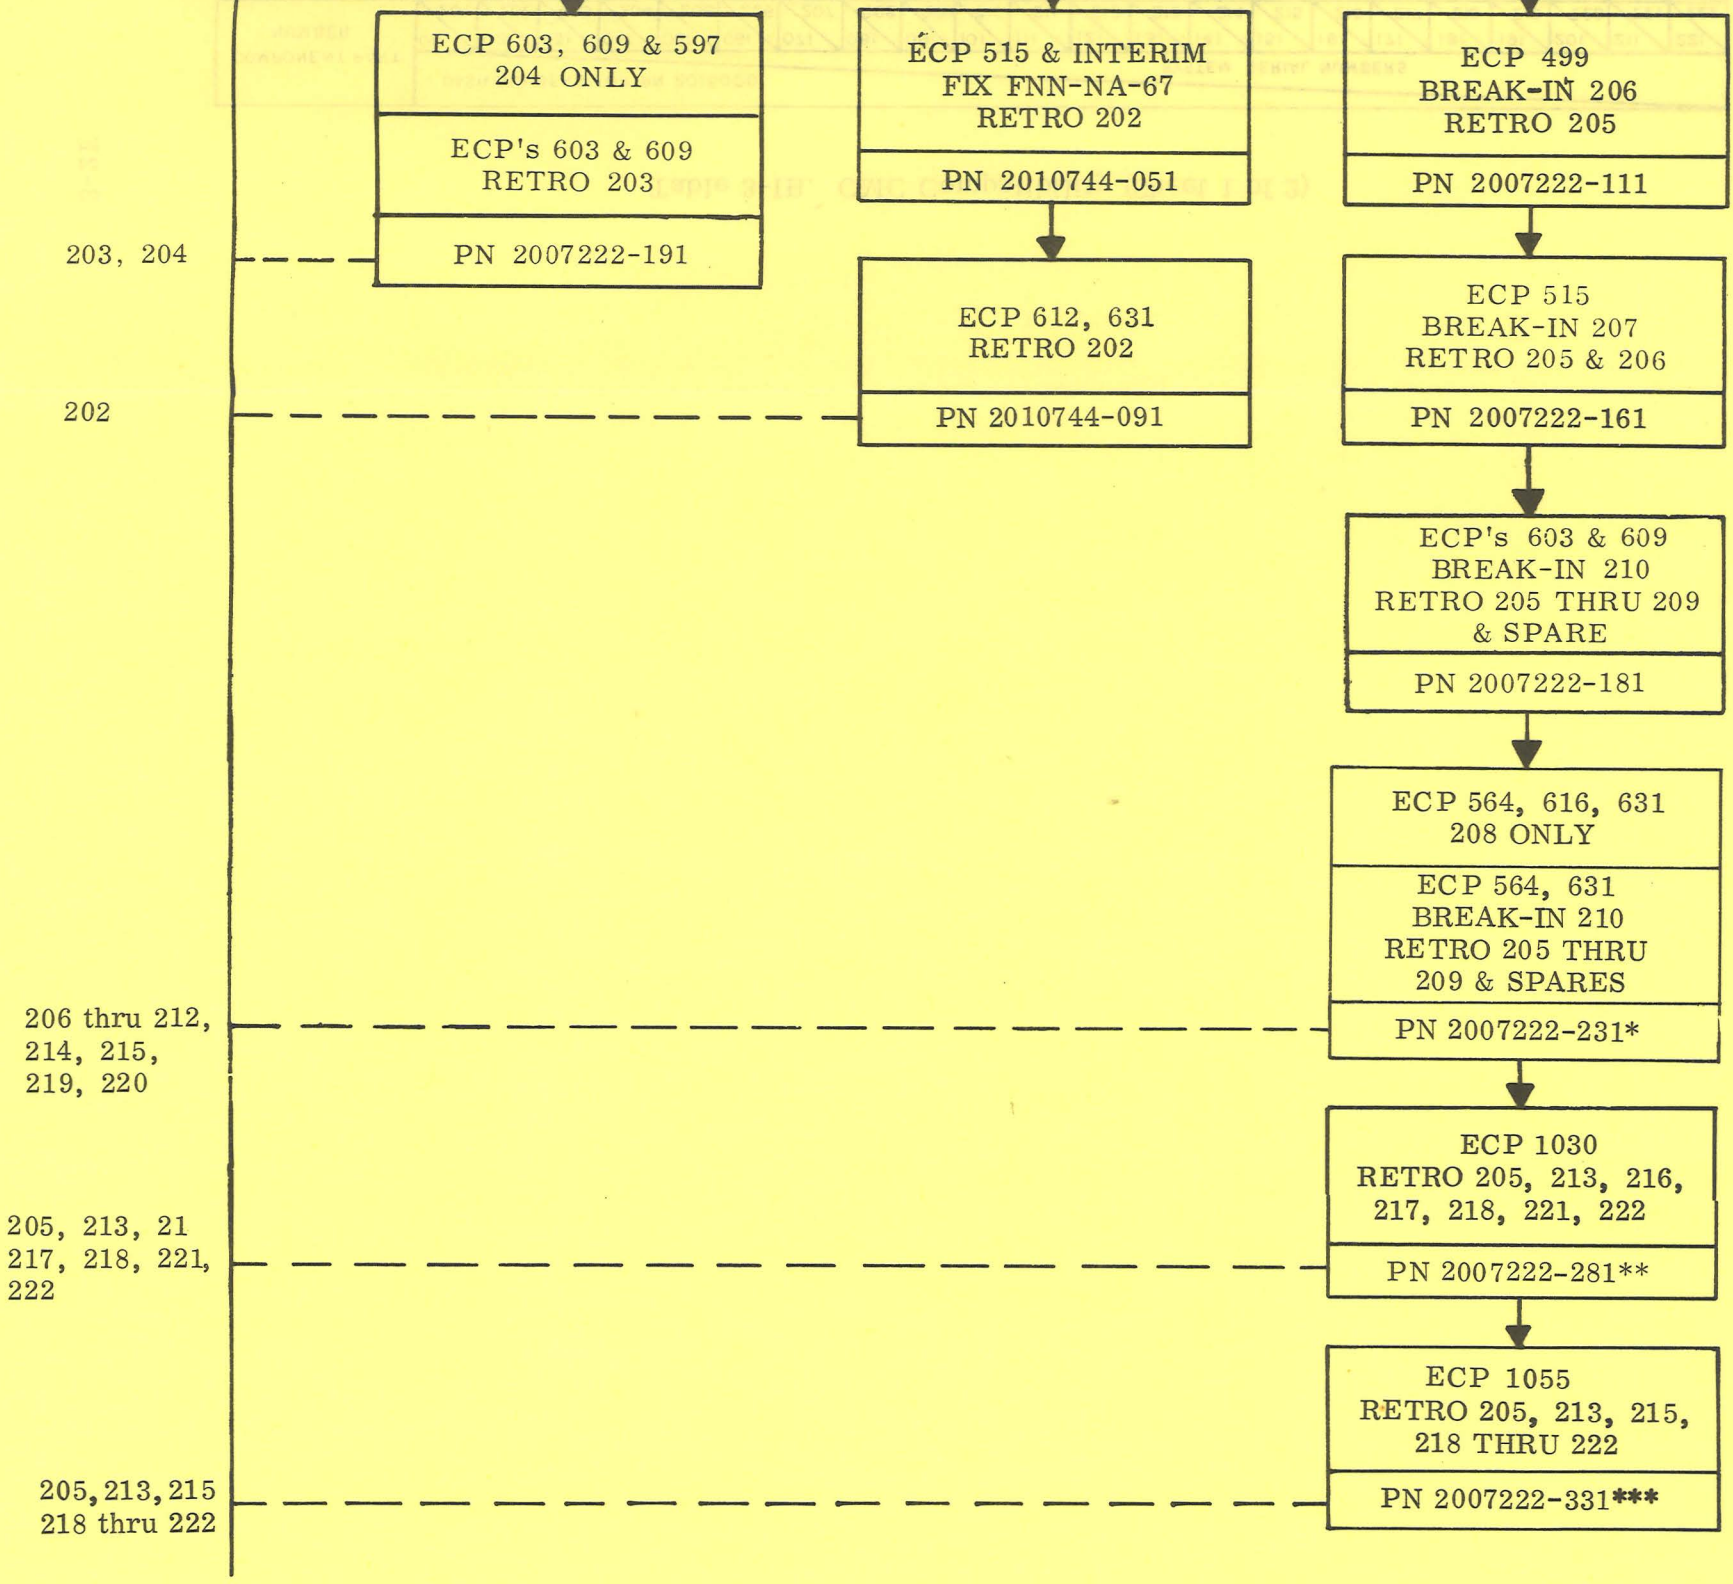 ECP 603, 609 & 597
204 ONLY
ECP's 603 & 609
RETRO 203
PN 2007222-191
203, 204
ECP 515 & INTERIM
FIX FNN-NA-67
RETRO 202
PN 2010744-051
ECP 612, 631
RETRO 202
PN 2010744-091
202
ECP 499
BREAK-IN 206
RETRO 205
PN 2007222-111
ECP 515
BREAK-IN 207
RETRO 205 & 206
PN 2007222-161
ECP's 603 & 609
BREAK-IN 210
RETRO 205 THRU 209
& SPARE
PN 2007222-181
ECP 564, 616, 631
208 ONLY
ECP 564, 631
BREAK-IN 210
RETRO 205 THRU
209 & SPARES
PN 2007222-231*
206 thru 212,
214, 215,
219, 220
ECP 1030
RETRO 205, 213, 216,
217, 218, 221, 222
PN 2007222-281**
205, 213, 21
217, 218, 221,
222
ECP 1055
RETRO 205, 213, 215,
218 THRU 222
PN 2007222-331***
205,213,215
218 thru 222